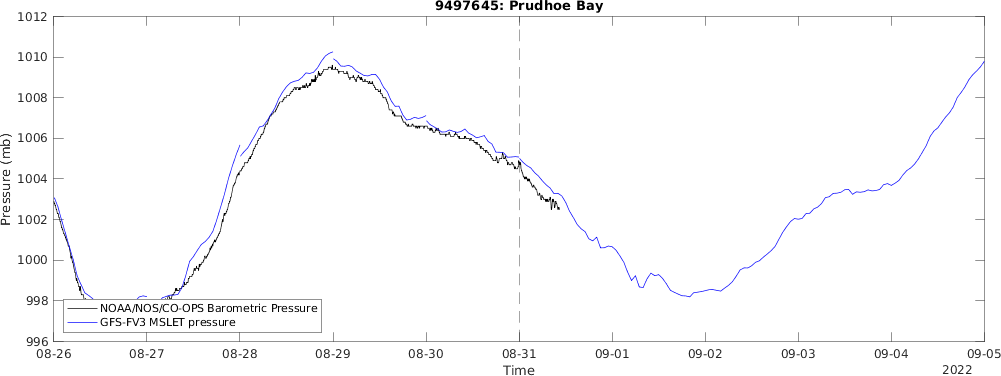 9497645: Prudhoe Bay
Pressure (mb)
1012
1010
1008
1006
1004
1002
1000
998
996
NOAA/NOS/CO-OPS Barometric Pressure
GFS-FV3 MSLET pressure
08-26 08-27 08-28 08-29 08-30 08-31 09-01 09-02 09-03 09-04 09-05
Time
2022